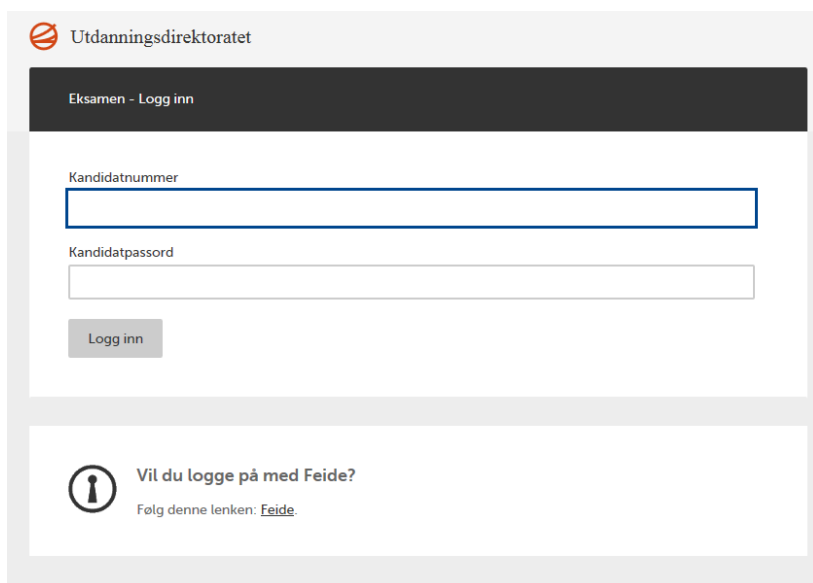 Utdanningsdirektoratet
Eksamen - Logg inn
Kandidatnummer
Kandidatpassord
Logg inn
Vil du logge på med Feide?
Følg denne lenken: Feide.